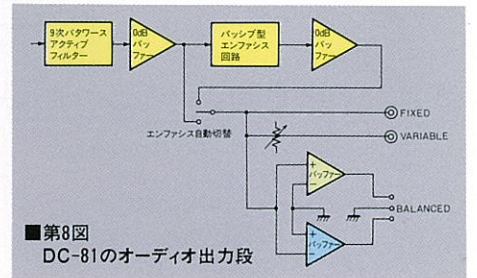 9次バタワース
アクティブ
フィルター
0dB
バッ
ファー
パッシブ型
エンファシス
回路
0dB
バッ
ファー
エンファシス自動切替
FIXED
VARIABLE
+
バッファー
−
BALANCED
+
バッファー
−
■第8図
DC-81のオーディオ出力段